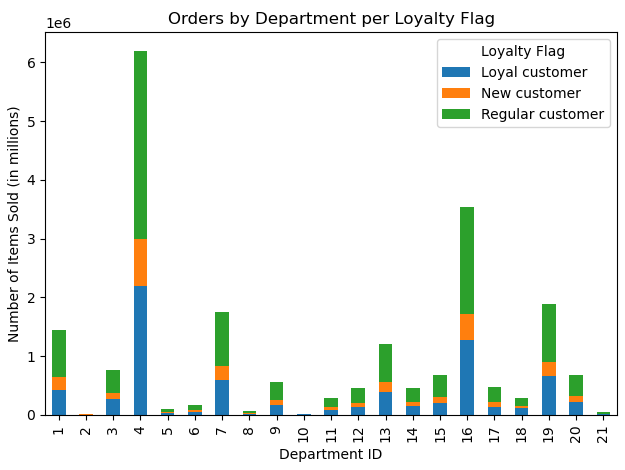 Orders by Department per Loyalty Flag
1e6
6
5
4
3
2
1
0
Number of Items Sold (in millions)
Loyalty Flag
Loyal customer
New customer
Regular customer
1 2 3 4 5 6 7 8 9 10 11 12 13 14 15 16 17 18 19 20 21
Department ID